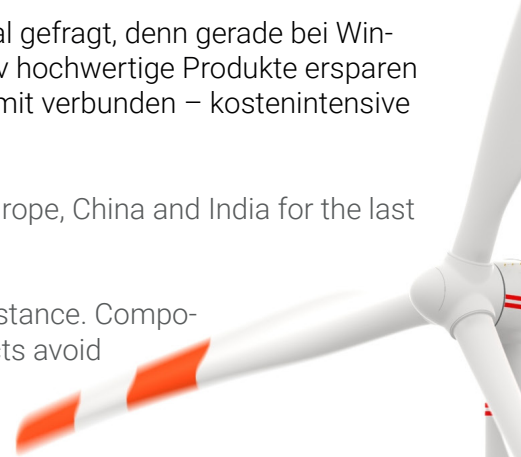 al gefragt, denn gerade bei Win-
v hochwertige Produkte ersparen
mit verbunden – kostenintensive
rope, China and India for the last
stance. Compo-
cts avoid